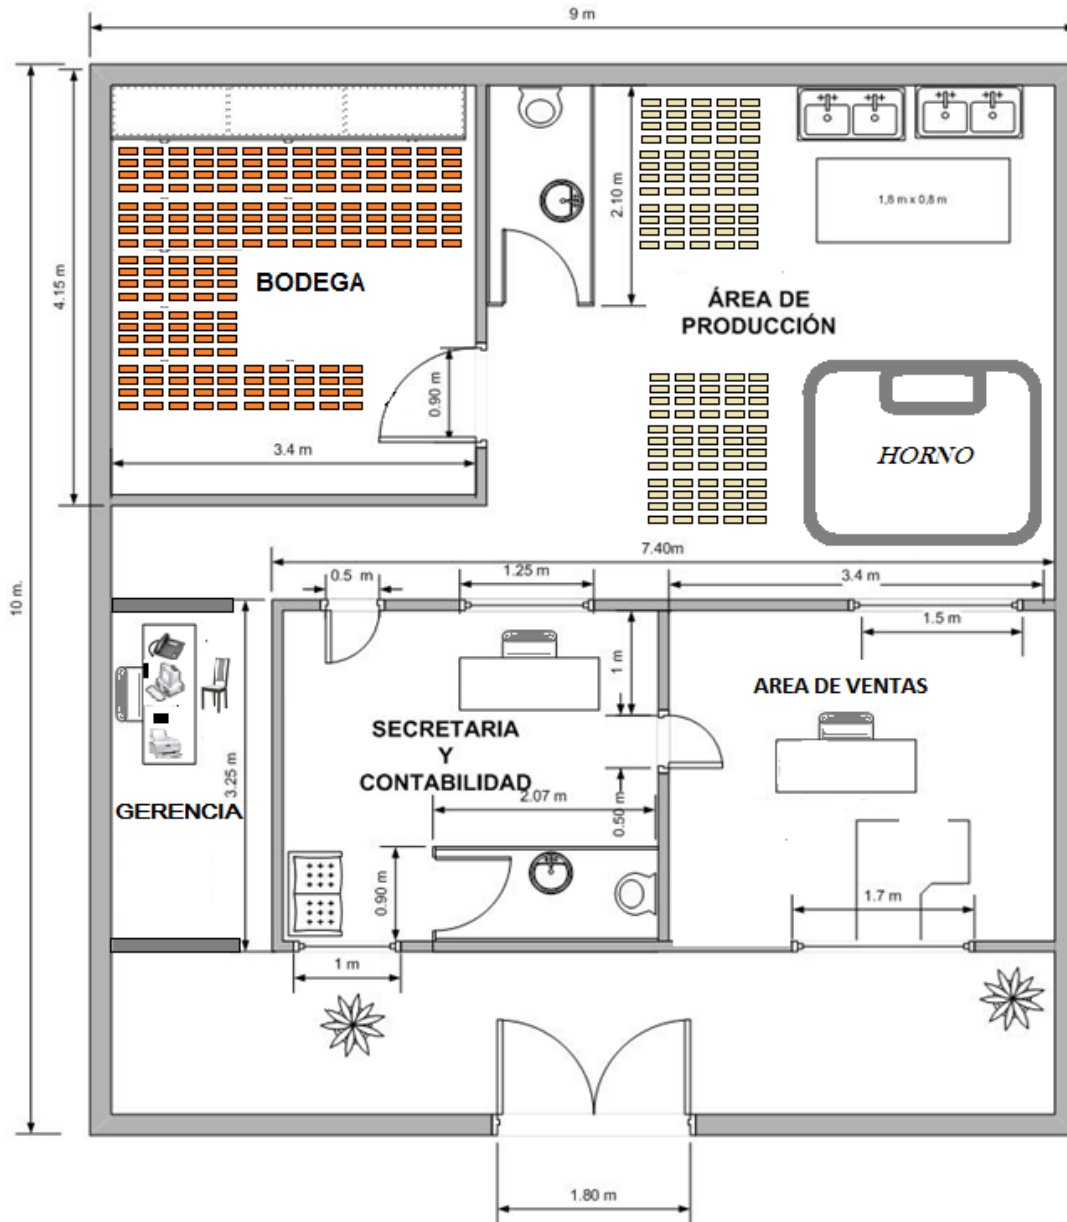 9 m
2.10 m
1,8 m x 0,8 m
4.15 m
BODEGA
ÁREA DE
PRODUCCIÓN
0.90 m
3.4 m
HORNO
7.40m
10 m.
0.5 m
1.25 m
3.4 m
1.5 m
1 m
AREA DE VENTAS
SECRETARIA
Y
CONTABILIDAD
3.25 m
GERENCIA
2.07 m
0.50 m
0.90 m
1.7 m
1 m
1.80 m